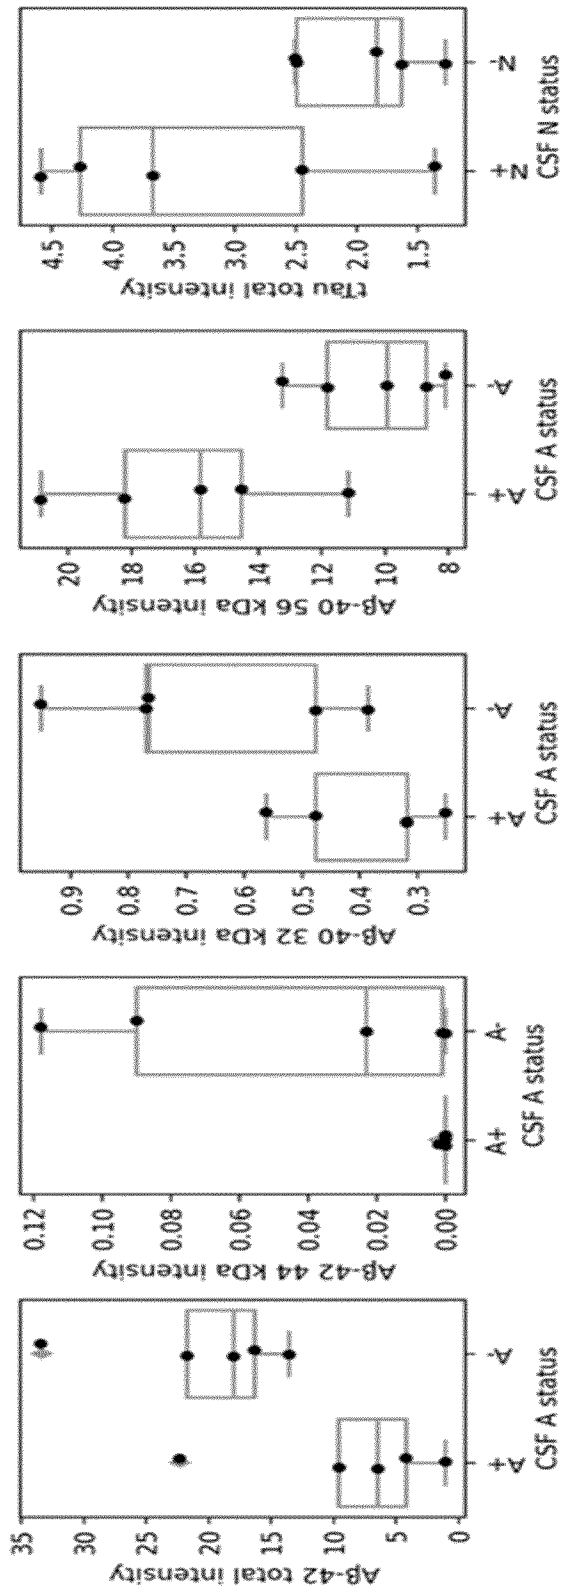 Aβ-42 total intensity
35
30
25
20
15
10
5
0
A+ A-
CSF A status
Aβ-42 44 kDa intensity
0.12
0.10
0.08
0.06
0.04
0.02
0.00
A+ A-
CSF A status
Aβ-40 32 kDa intensity
0.9
0.8
0.7
0.6
0.5
0.4
0.3
A+ A-
CSF A status
Aβ-40 56 kDa intensity
20
18
16
14
12
10
8
A+ A-
CSF A status
tTau total intensity
4.5
4.0
3.5
3.0
2.5
2.0
1.5
N+ N-
CSF N status